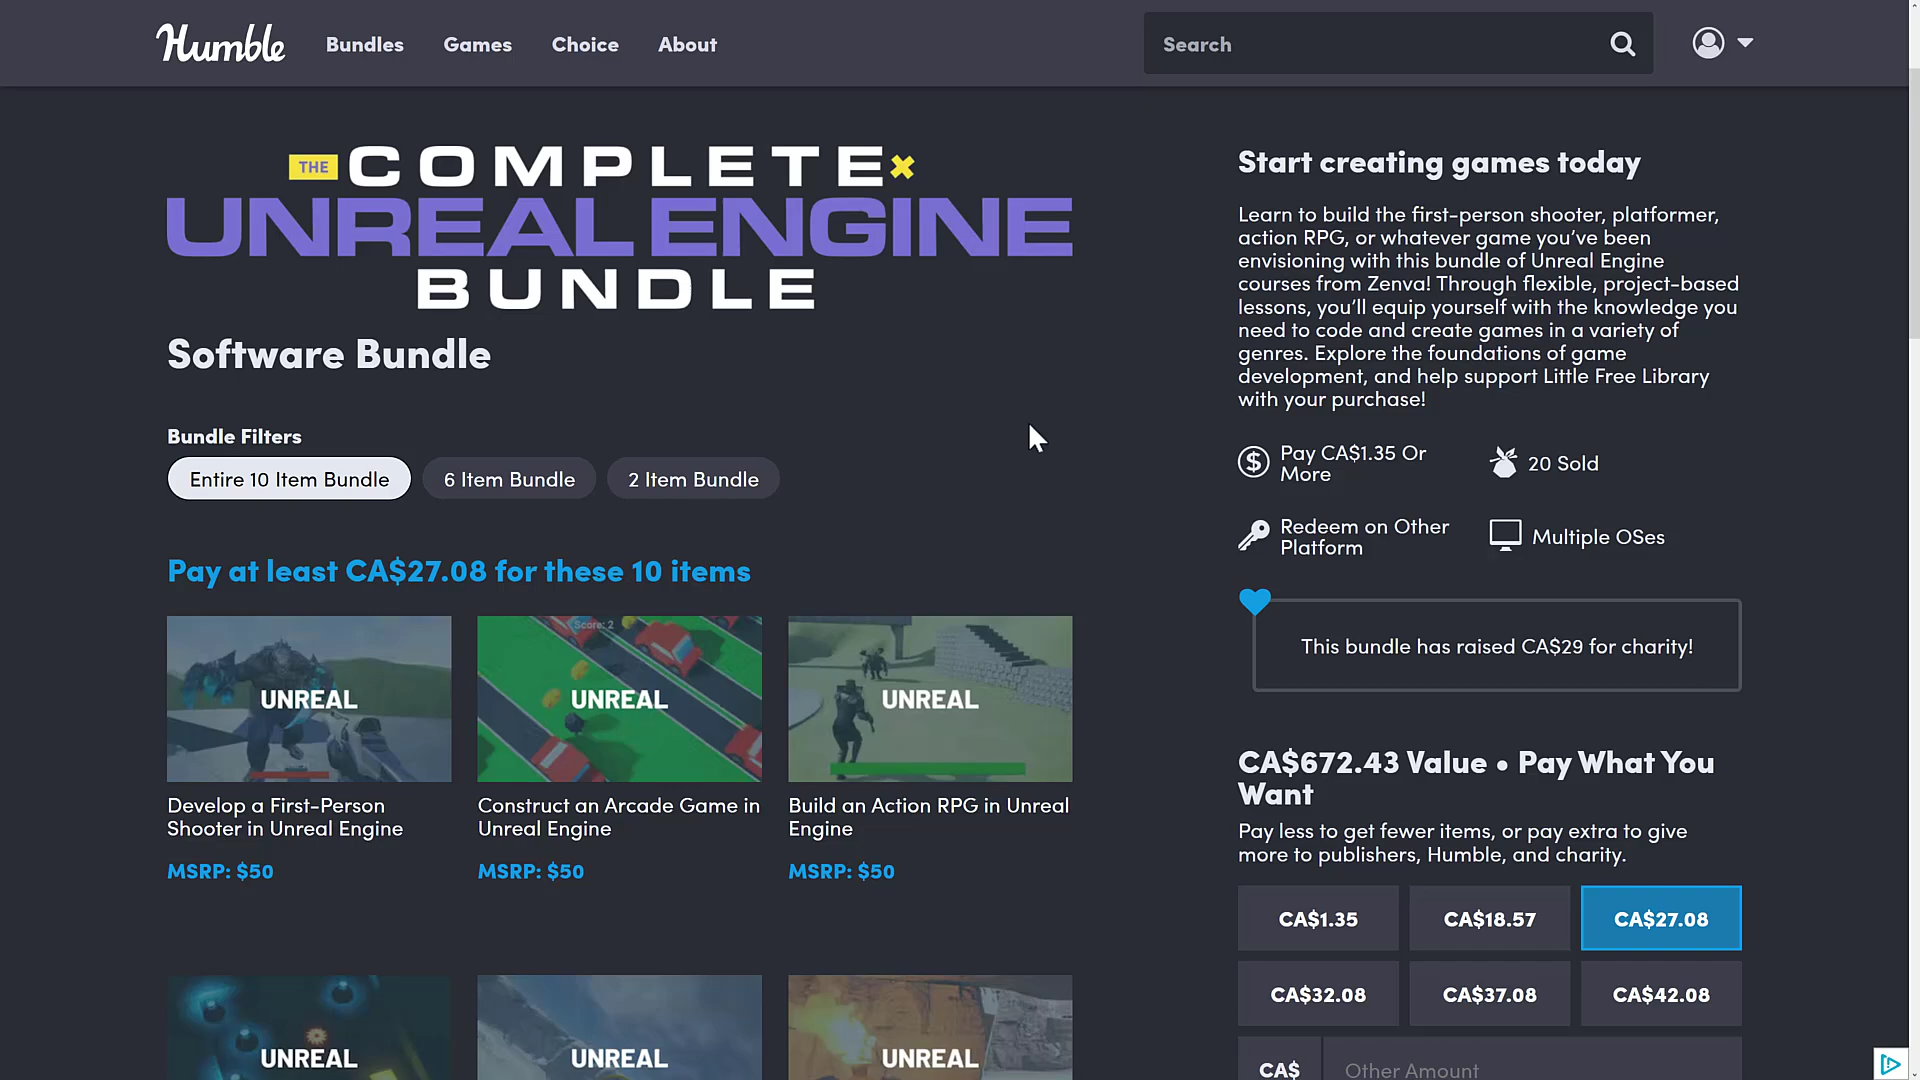 Humble
Bundles
Games
Choice
About
Search
THE COMPLETE
UNREAL ENGINE
BUNDLE
Software Bundle
Bundle Filters
Entire 10 Item Bundle
6 Item Bundle
2 Item Bundle
Pay at least CA$27.08 for these 10 items
UNREAL
Develop a First-Person
Shooter in Unreal Engine
MSRP: $50
Score: 2
UNREAL
Construct an Arcade Game in
Unreal Engine
MSRP: $50
UNREAL
Build an Action RPG in Unreal
Engine
MSRP: $50
UNREAL
UNREAL
UNREAL
Start creating games today
Learn to build the first-person shooter, platformer,
action RPG, or whatever game you've been
envisioning with this bundle of Unreal Engine
courses from Zenva! Through flexible, project-based
lessons, you'll equip yourself with the knowledge you
need to code and create games in a variety of
genres. Explore the foundations of game
development, and help support Little Free Library
with your purchase!
Pay CA$1.35 Or
More
20 Sold
Redeem on Other
Platform
Multiple OSes
This bundle has raised CA$29 for charity!
CA$672.43 Value • Pay What You
Want
Pay less to get fewer items, or pay extra to give
more to publishers, Humble, and charity.
CA$1.35
CA$18.57
CA$27.08
CA$32.08
CA$37.08
CA$42.08
CA$
Other Amount